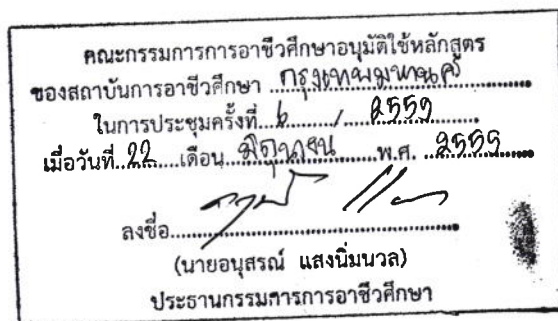 คณะกรรมการการอาชีวศึกษาอนุมัติใช้หลักสูตร
ของสถาบันการอาชีวศึกษา กรุงเทพมหานคร
ในการประชุมครั้งที่ 6 / 2555
เมื่อวันที่ 22 เดือน มิถุนายน พ.ศ. 2555
ลงชื่อ
(นายอนุสรณ์ แสงนิ่มนวล)
ประธานกรรมการการอาชีวศึกษา